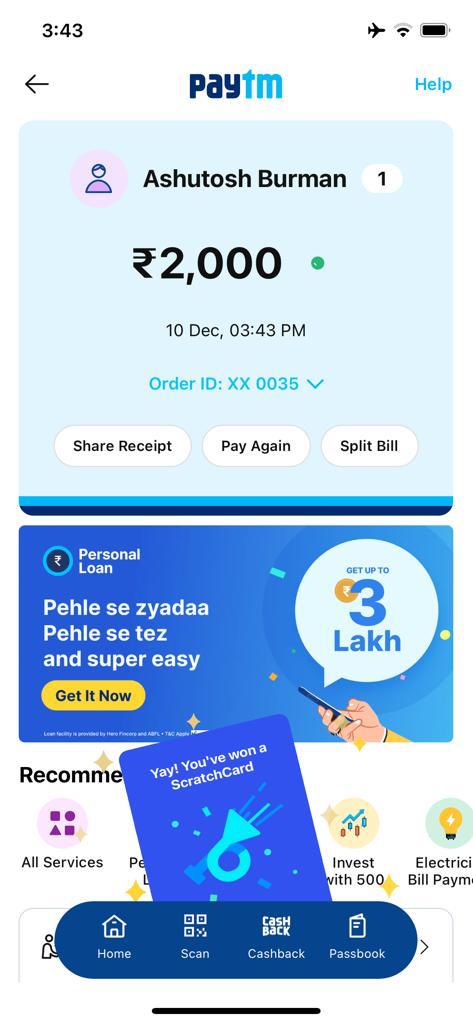 3:43
paytm
Help
Ashutosh Burman 1
₹2,000
10 Dec, 03:43 PM
Order ID: XX 0035
Share Receipt
Pay Again
Split Bill
₹ Personal
Loan
Pehle se zyadaa
Pehle se tez
and super easy
Get It Now
GET UP TO
₹3
Lakh
Loan facility is provided by Hero Fincorp and ABFL • T&C Apply
Yay! You've won a
ScratchCard
Recomme
All Services
Pe
L
Invest
with 500
Electrici
Bill Payme
Home
Scan
CASH BACK
Cashback
Passbook